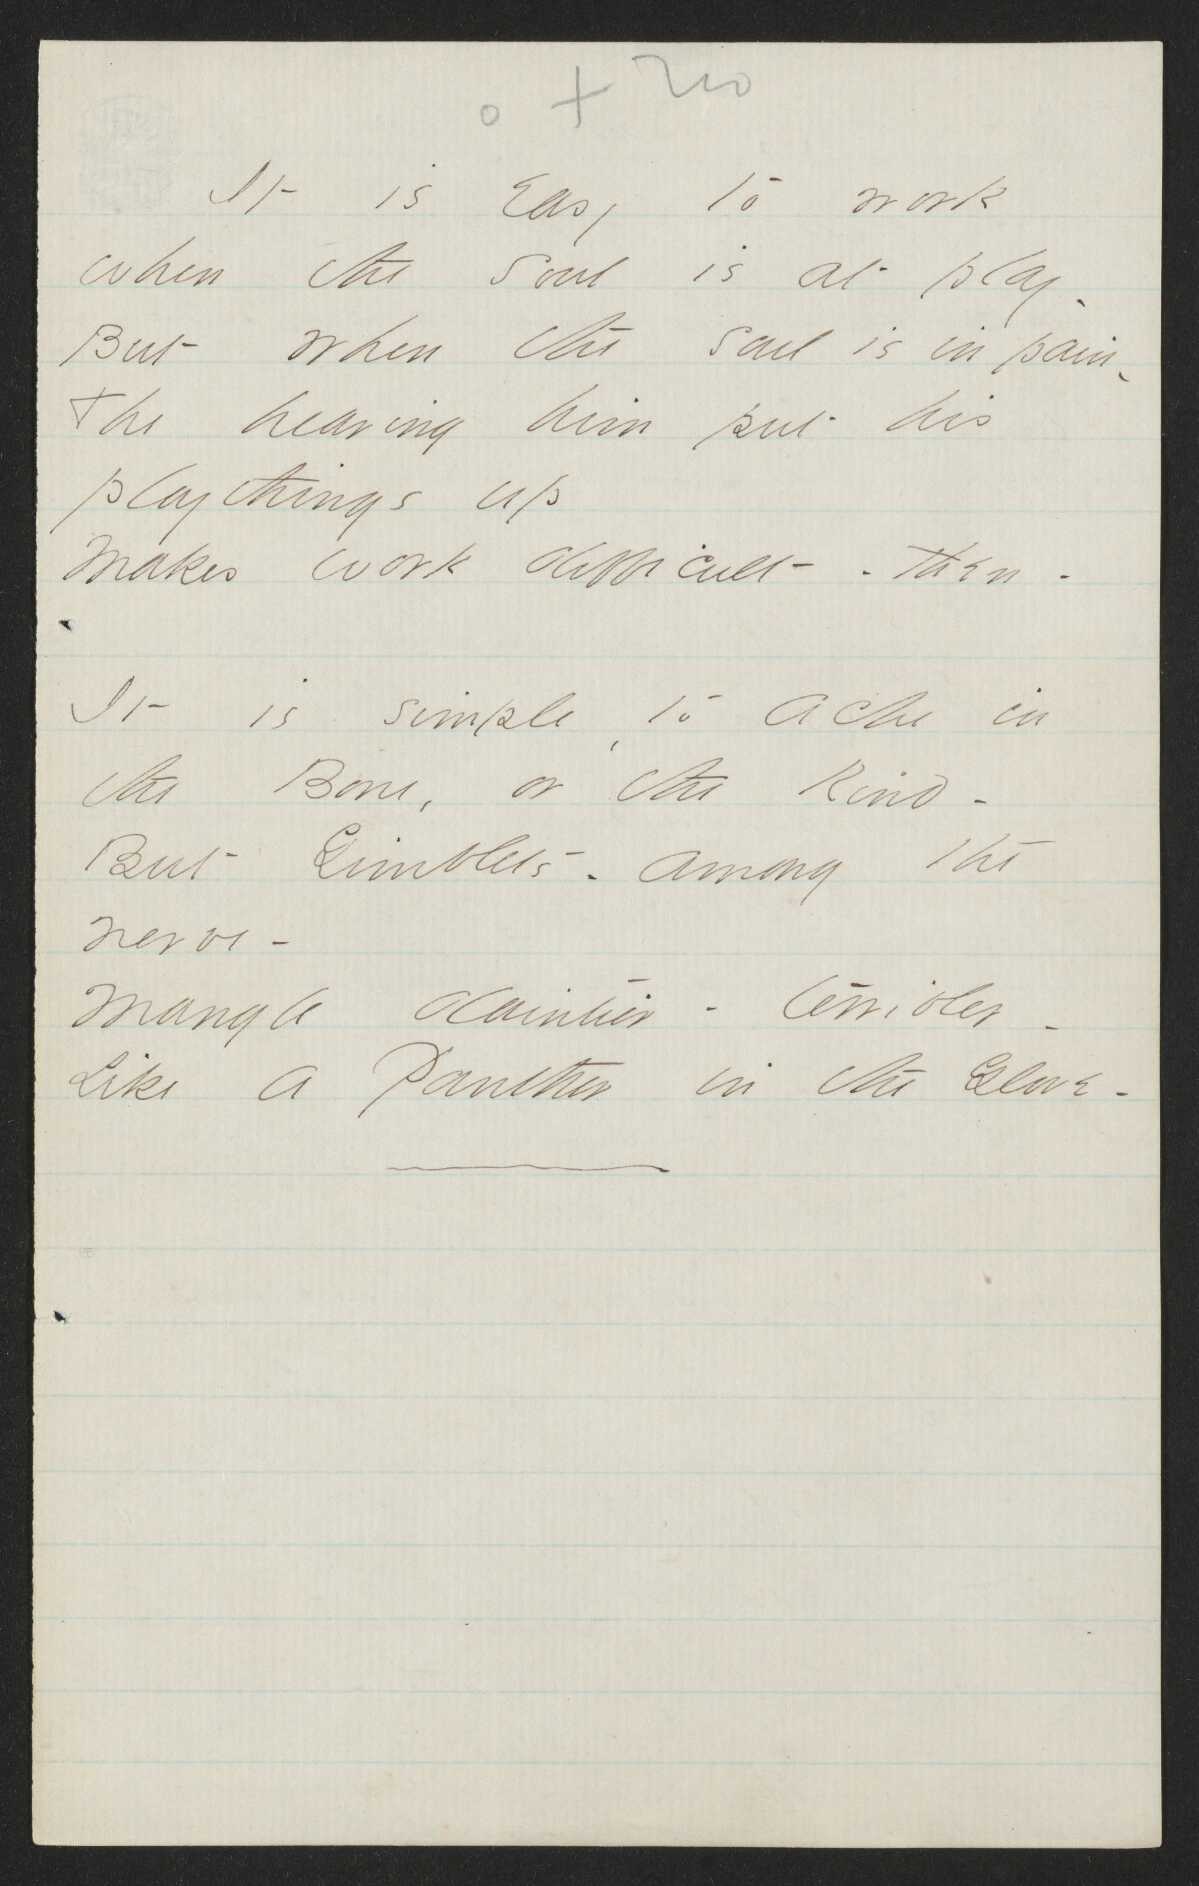 It is Easy to work
when the soul is at play -
But when the soul is in pain -
The hearing him put his
playthings up
Makes work difficult - then -
It is simple, to ache in
the Bone, or the Rind -
But Gimblets - among the
nerve -
Mangle daintier - terribler -
Like a Panther in the Glove -